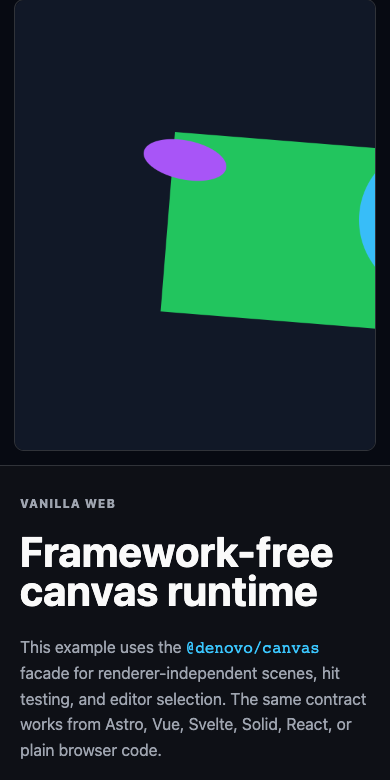 VANILLA WEB
Framework-free
canvas runtime
This example uses the @denovo/canvas
facade for renderer-independent scenes, hit
testing, and editor selection. The same contract
works from Astro, Vue, Svelte, Solid, React, or
plain browser code.